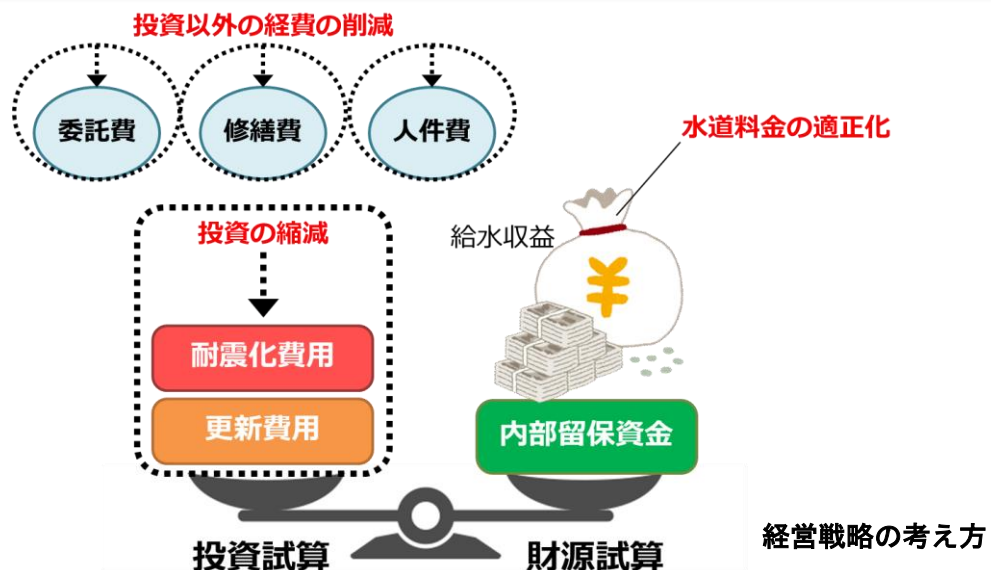 投資以外の経費の削減
委託費
修繕費
人件費
水道料金の適正化
投資の縮減
給水収益
¥
耐震化費用
更新費用
内部留保資金
投資試算
財源試算
経営戦略の考え方